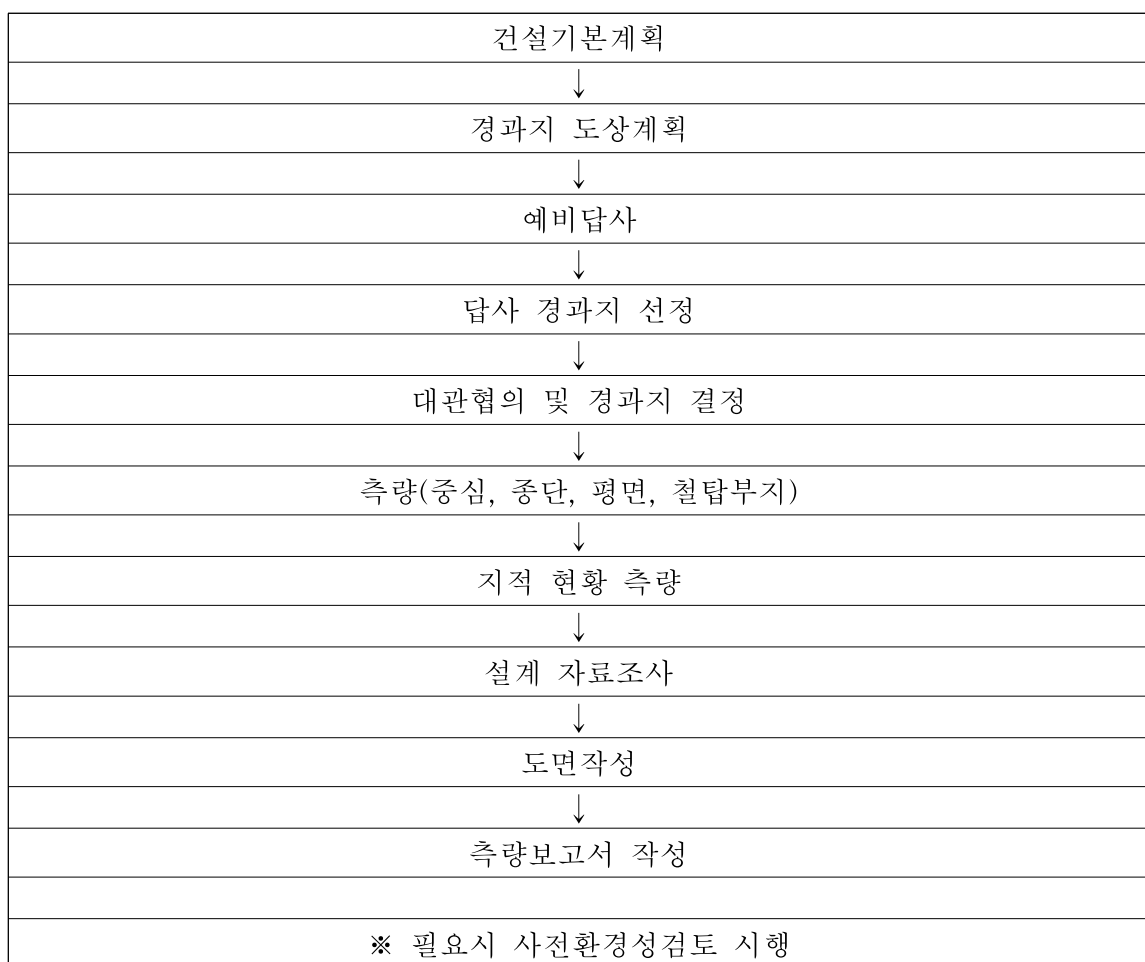 건설기본계획
↓
경과지 도상계획
↓
예비답사
↓
답사 경과지 선정
↓
대관협의 및 경과지 결정
↓
측량(중심, 종단, 평면, 철탑부지)
↓
지적 현황 측량
↓
설계 자료조사
↓
도면작성
↓
측량보고서 작성
※ 필요시 사전환경성검토 시행